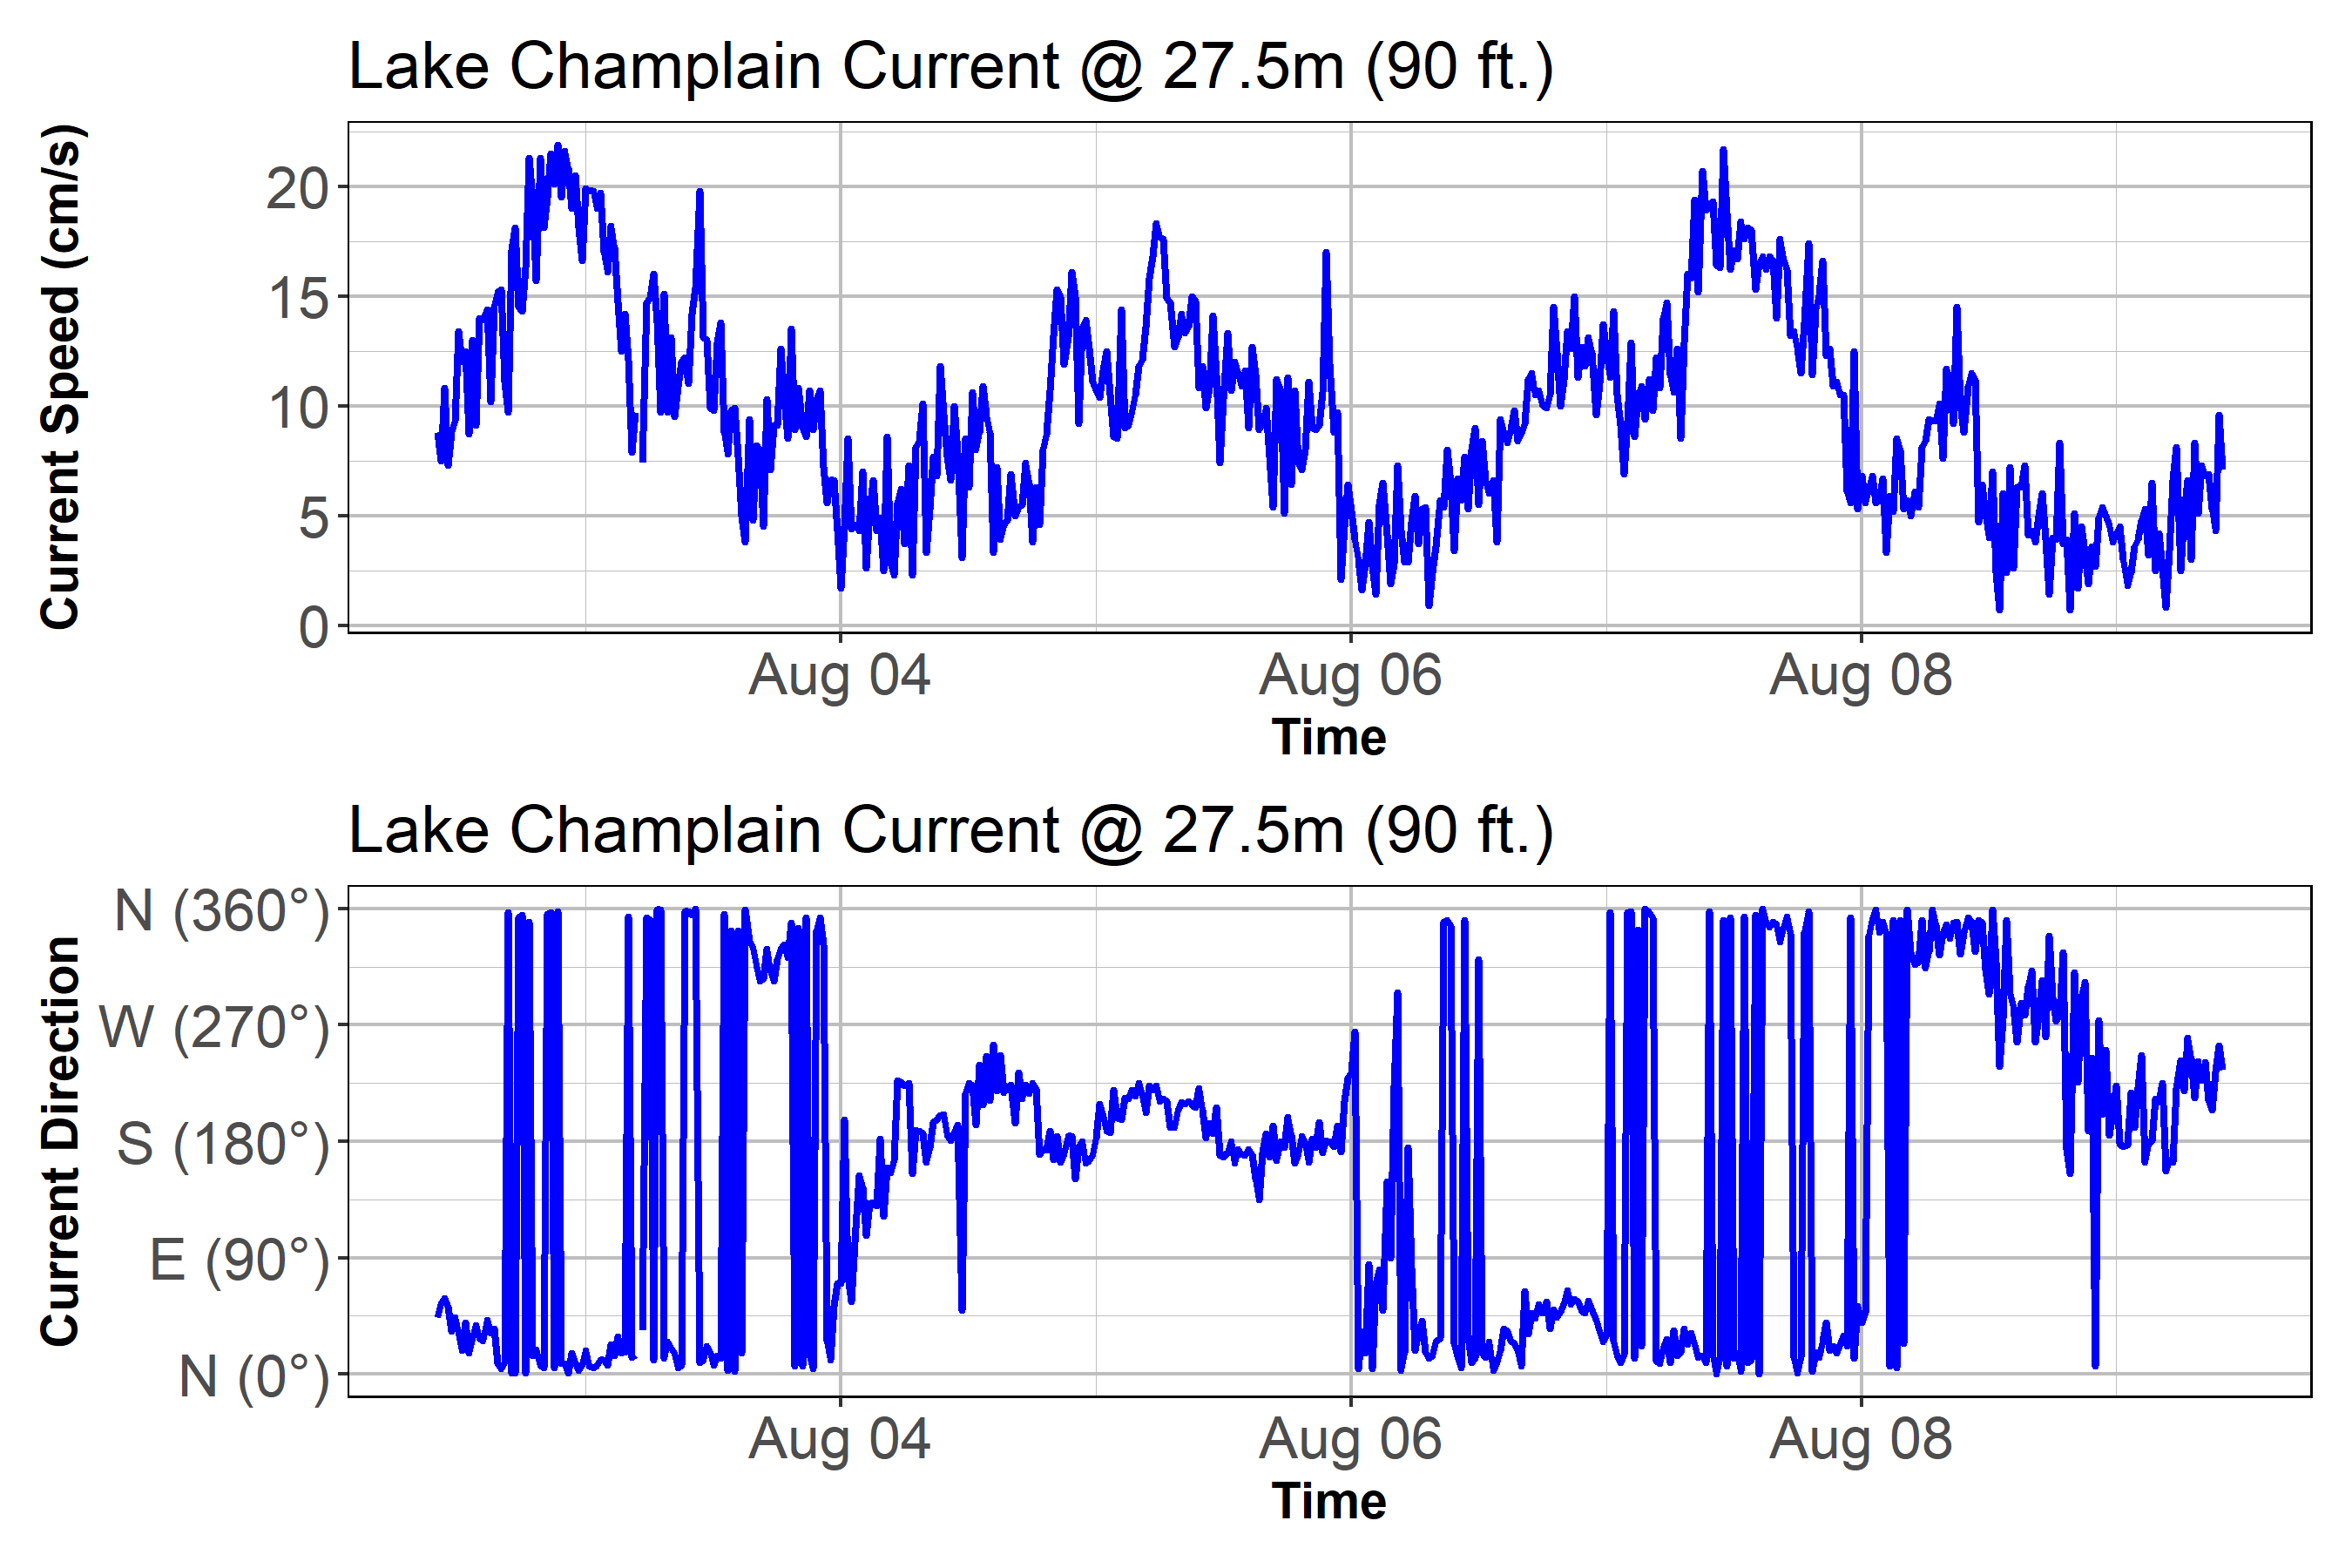 Lake Champlain Current @ 27.5m (90 ft.)
Current Speed (cm/s)
20
15
10
5
0
Aug 04 Aug 06 Aug 08
Time
Lake Champlain Current @ 27.5m (90 ft.)
Current Direction
N (360°)
W (270°)
S (180°)
E (90°)
N (0°)
Aug 04 Aug 06 Aug 08
Time